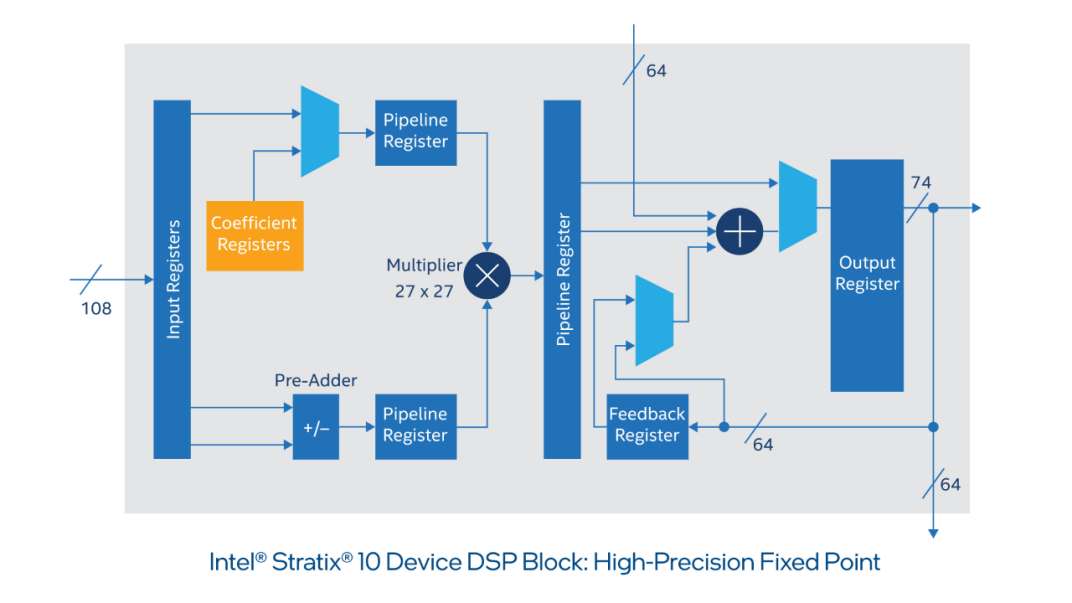 64
Pipeline
Register
Coefficient
Registers
Input Registers
108
Multiplier
27 x 27
Pre-Adder
+/−
Pipeline
Register
Pipeline Register
74
Output
Register
Feedback
Register
64
64
Intel® Stratix® 10 Device DSP Block: High-Precision Fixed Point